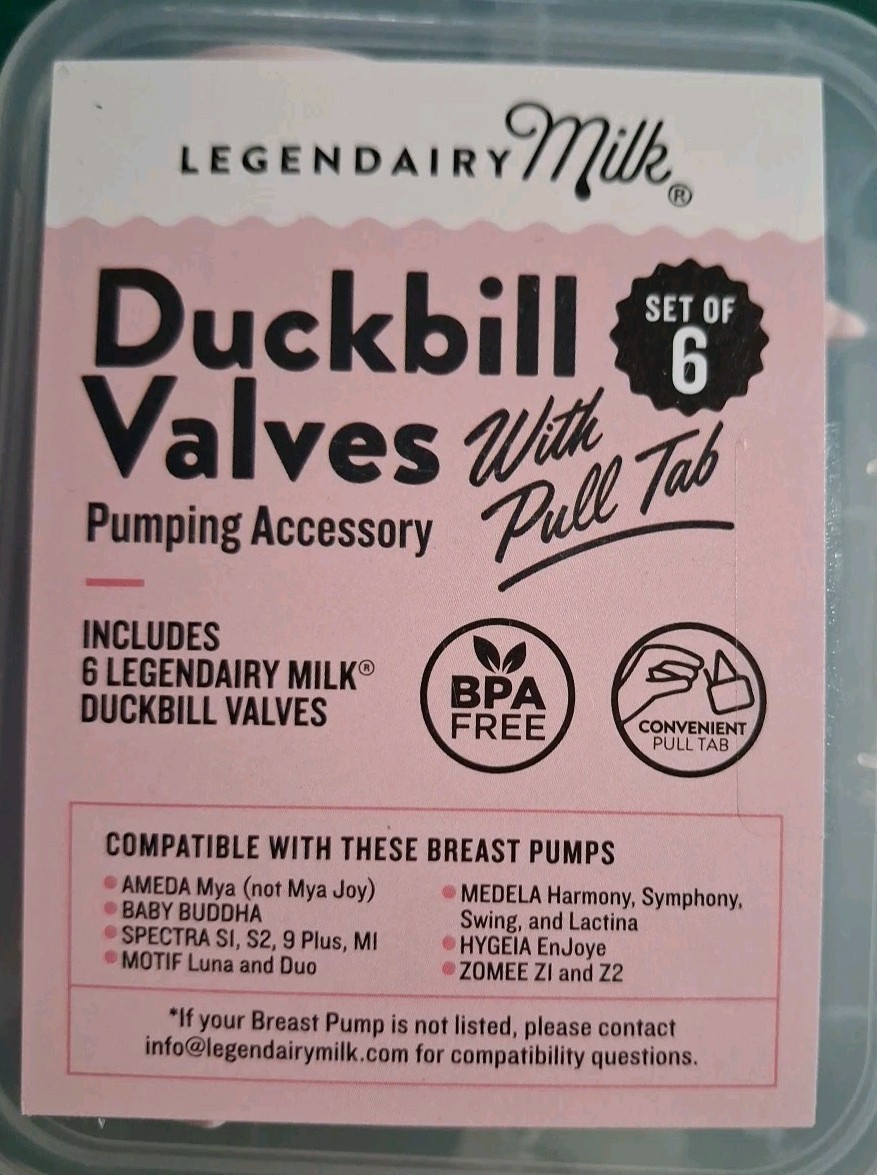 LEGENDAIRY Milk®
Duckbill
Valves
With
Pull Tab
SET OF
6
Pumping Accessory
INCLUDES
6 LEGENDAIRY MILK®
DUCKBILL VALVES
BPA
FREE
CONVENIENT
PULL TAB
COMPATIBLE WITH THESE BREAST PUMPS
AMEDA Mya (not Mya Joy)
BABY BUDDHA
SPECTRA S1, S2, 9 Plus, M1
MOTIF Luna and Duo
MEDELA Harmony, Symphony,
Swing, and Lactina
HYGEIA EnJoye
ZOMEE Z1 and Z2
*If your Breast Pump is not listed, please contact
info@legendairymilk.com for compatibility questions.